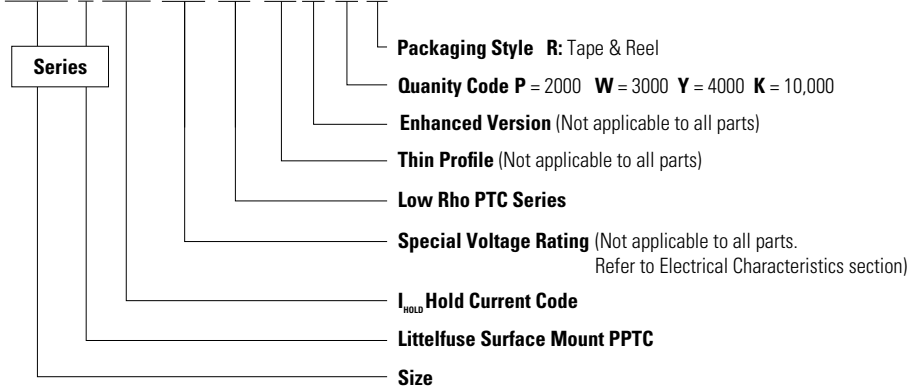 Packaging Style R: Tape & Reel
Series
Quanity Code P = 2000 W = 3000 Y = 4000 K = 10,000
Enhanced Version (Not applicable to all parts)
Thin Profile (Not applicable to all parts)
Low Rho PTC Series
Special Voltage Rating (Not applicable to all parts.
Refer to Electrical Characteristics section)
I HOLD Hold Current Code
Littelfuse Surface Mount PPTC
Size